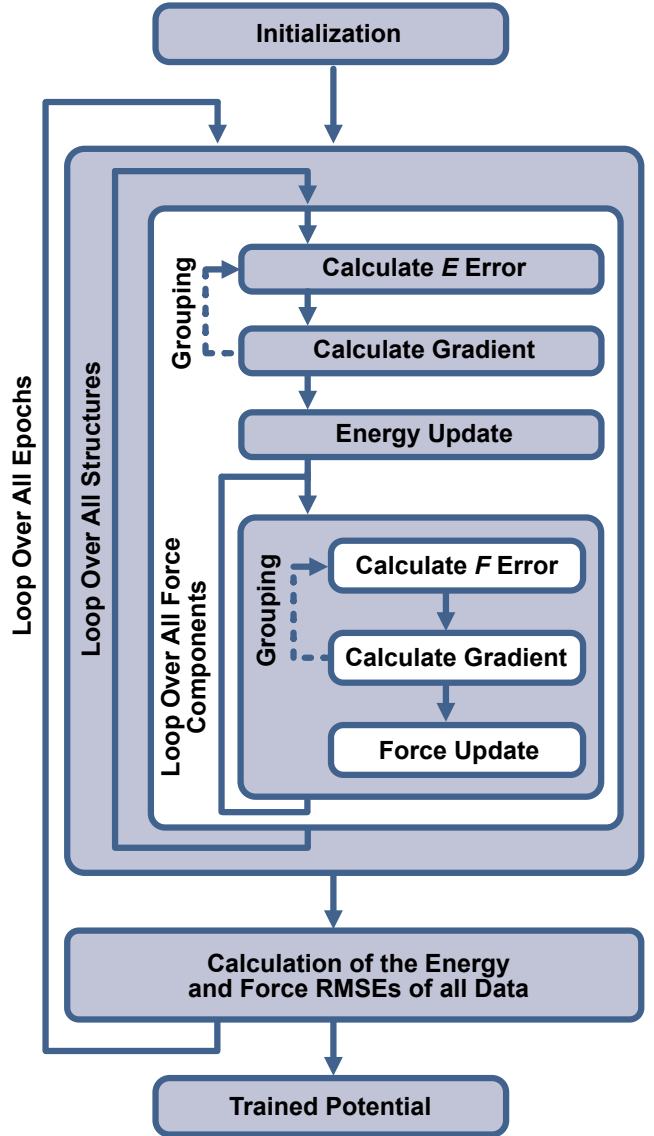 Initialization
Loop Over All Epochs
Loop Over All Structures
Grouping
Calculate E Error
Calculate Gradient
Energy Update
Loop Over All Force
Components
Grouping
Calculate F Error
Calculate Gradient
Force Update
Calculation of the Energy
and Force RMSEs of all Data
Trained Potential